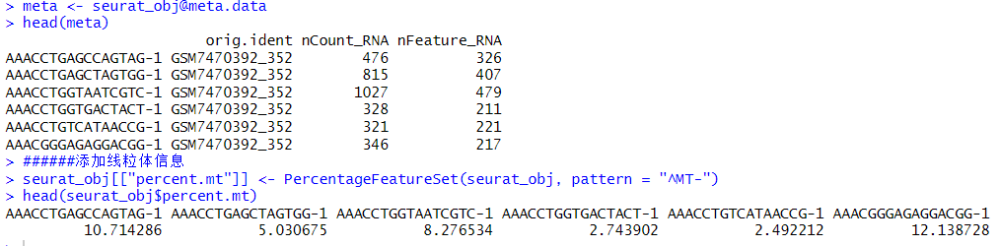 > meta <- seurat_obj@meta.data
> head(meta)
orig.ident nCount_RNA nFeature_RNA
AAACCTGAGCCAGTAG-1 GSM7470392_352 476 326
AAACCTGAGCTAGTGG-1 GSM7470392_352 815 407
AAACCTGGTAATCGTC-1 GSM7470392_352 1027 479
AAACCTGGTGACTACT-1 GSM7470392_352 328 211
AAACCTGTCATAACCG-1 GSM7470392_352 321 221
AAACGGGAGAGGACGG-1 GSM7470392_352 346 217
> ######添加线粒体信息
> seurat_obj[["percent.mt"]] <- PercentageFeatureSet(seurat_obj, pattern = "^MT-")
> head(seurat_obj$percent.mt)
AAACCTGAGCCAGTAG-1 AAACCTGAGCTAGTGG-1 AAACCTGGTAATCGTC-1 AAACCTGGTGACTACT-1 AAACCTGTCATAACCG-1 AAACGGGAGAGGACGG-1
10.714286 5.030675 8.276534 2.743902 2.492212 12.138728